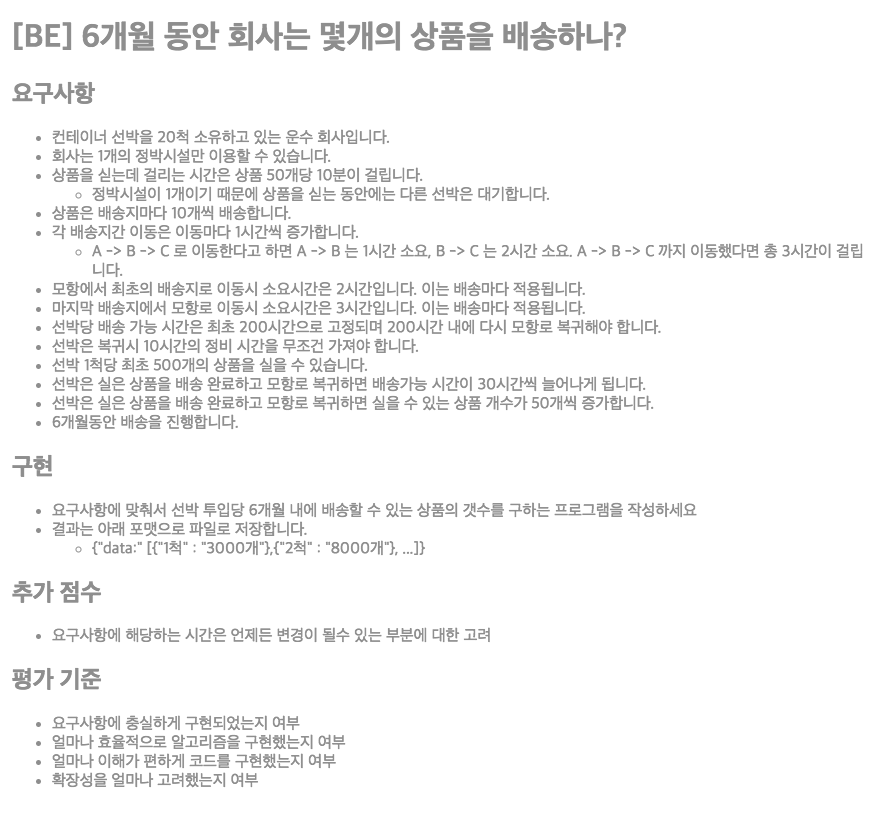 [BE] 6개월 동안 회사는 몇개의 상품을 배송하나?
요구사항
• 컨테이너 선박을 20척 소유하고 있는 운수 회사입니다.
• 회사는 1개의 정박시설만 이용할 수 있습니다.
• 상품을 싣는데 걸리는 시간은 상품 50개당 10분이 걸립니다.
◦ 정박시설이 1개이기 때문에 상품을 싣는 동안에는 다른 선박은 대기합니다.
• 상품은 배송지마다 10개씩 배송합니다.
• 각 배송지간 이동은 이동마다 1시간씩 증가합니다.
◦ A -> B -> C 로 이동한다고 하면 A -> B 는 1시간 소요, B -> C 는 2시간 소요. A -> B -> C 까지 이동했다면 총 3시간이 걸립
니다.
• 모항에서 최초의 배송지로 이동시 소요시간은 2시간입니다. 이는 배송마다 적용됩니다.
• 마지막 배송지에서 모항로 이동시 소요시간은 3시간입니다. 이는 배송마다 적용됩니다.
• 선박당 배송 가능 시간은 최초 200시간으로 고정되며 200시간 내에 다시 모항로 복귀해야 합니다.
• 선박은 복귀시 10시간의 정비 시간을 무조건 가져야 합니다.
• 선박 1척당 최초 500개의 상품을 실을 수 있습니다.
• 선박은 실은 상품을 배송 완료하고 모항로 복귀하면 배송가능 시간이 30시간씩 늘어나게 됩니다.
• 선박은 실은 상품을 배송 완료하고 모항로 복귀하면 실을 수 있는 상품 개수가 50개씩 증가합니다.
• 6개월동안 배송을 진행합니다.
구현
• 요구사항에 맞춰서 선박 투입당 6개월 내에 배송할 수 있는 상품의 갯수를 구하는 프로그램을 작성하세요
• 결과는 아래 포맷으로 파일로 저장합니다.
◦ {"data:" [{"1척" : "3000개"},{"2척" : "8000개"}, ...]}
추가 점수
• 요구사항에 해당하는 시간은 언제든 변경이 될수 있는 부분에 대한 고려
평가 기준
• 요구사항에 충실하게 구현되었는지 여부
• 얼마나 효율적으로 알고리즘을 구현했는지 여부
• 얼마나 이해가 편하게 코드를 구현했는지 여부
• 확장성을 얼마나 고려했는지 여부